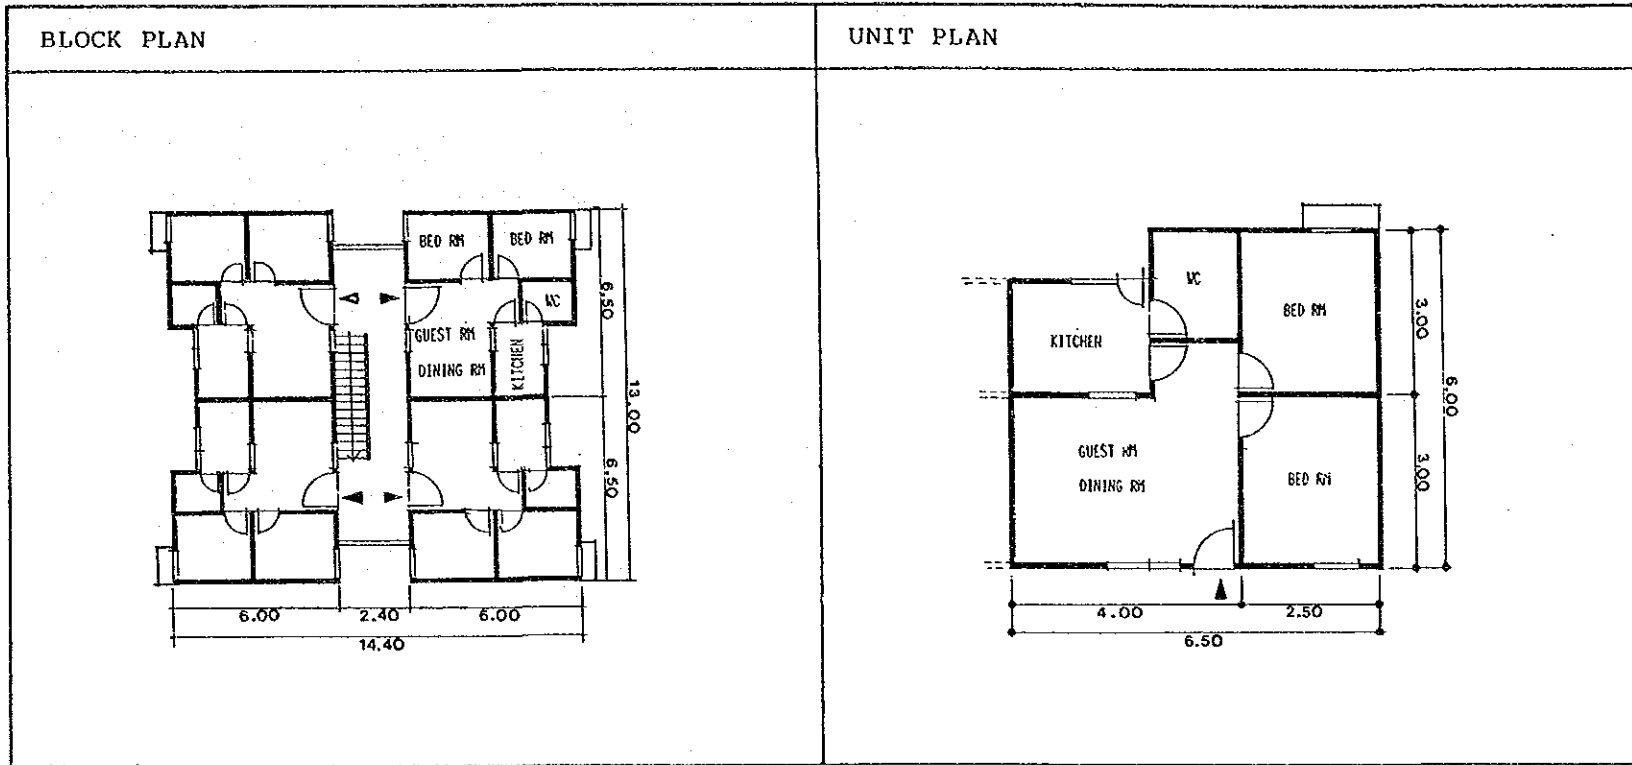 BLOCK PLAN
UNIT PLAN
BED RM
BED RM
WC
GUEST RM
DINING RM
KITCHEN
6.50
6.50
13.00
6.00
2.40
6.00
14.40
WC
BED RM
KITCHEN
GUEST RM
DINING RM
BED RM
3.00
3.00
6.00
4.00
2.50
6.50